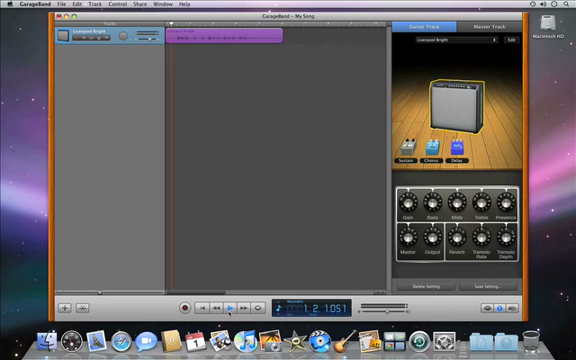 GarageBand File Edit Track Control Share Window Help
GarageBand – My Song
Tracks
Guitar Track Master Track
Liverpool Bright
Liverpool Bright Edit
Macintosh HD
Sustain Chorus Delay
Gain Bass Mids Treble Presence
Master Output Reverb Tremolo Rate Tremolo Depth
Delete Setting Save Setting...
1. 2. 1.051